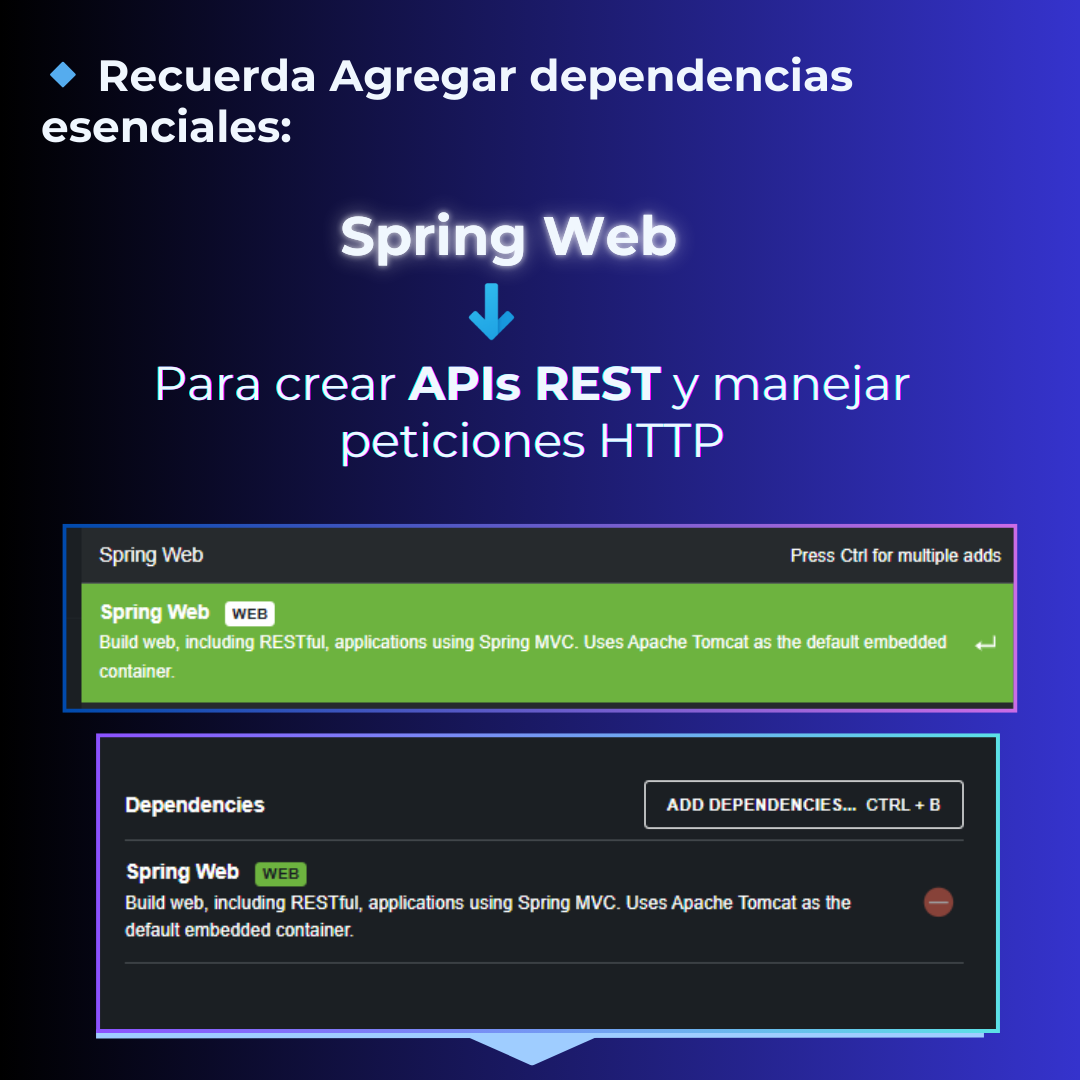 Recuerda Agregar dependencias
esenciales:
Spring Web
Para crear APIs REST y manejar
peticiones HTTP
Spring Web Press Ctrl for multiple adds
Spring Web WEB
Build web, including RESTful, applications using Spring MVC. Uses Apache Tomcat as the default embedded
container.
Dependencies ADD DEPENDENCIES... CTRL + B
Spring Web WEB
Build web, including RESTful, applications using Spring MVC. Uses Apache Tomcat as the
default embedded container.